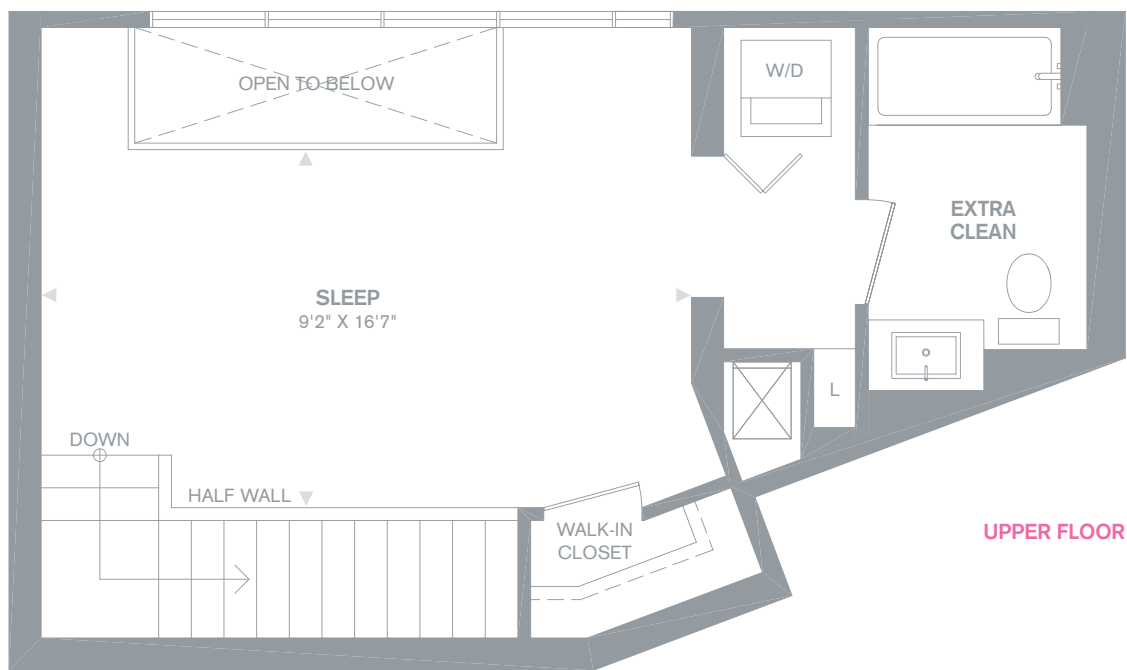 W/D
OPEN TO BELOW
EXTRA
CLEAN
SLEEP
9'2" X 16'7"
L
DOWN
HALF WALL
WALK-IN
CLOSET
UPPER FLOOR